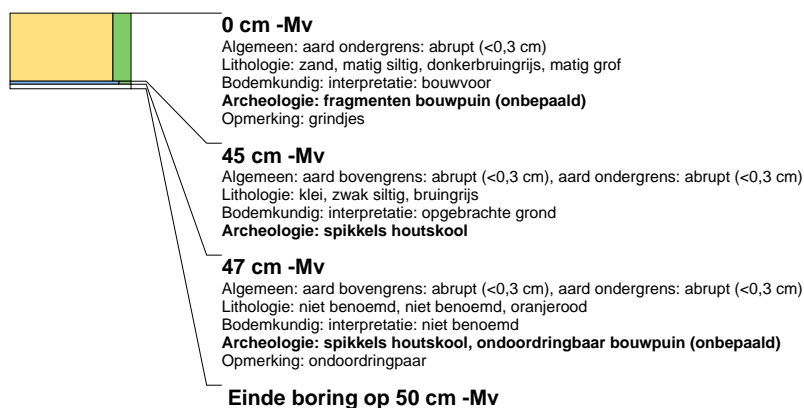 0 cm -Mv
Algemeen: aard ondergrens: abrupt (<0,3 cm)
Lithologie: zand, matig siltig, donkerbruingrijs, matig grof
Bodemkundig: interpretatie: bouwvoor
Archeologie: fragmenten bouwpuin (onbepaald)
Opmerking: grindjes
45 cm -Mv
Algemeen: aard bovengrens: abrupt (<0,3 cm), aard ondergrens: abrupt (<0,3 cm)
Lithologie: klei, zwak siltig, bruingrijs
Bodemkundig: interpretatie: opgebrachte grond
Archeologie: spikkels houtskool
47 cm -Mv
Algemeen: aard bovengrens: abrupt (<0,3 cm), aard ondergrens: abrupt (<0,3 cm)
Lithologie: niet benoemd, niet benoemd, oranjerood
Bodemkundig: interpretatie: niet benoemd
Archeologie: spikkels houtskool, ondoordringbaar bouwpuin (onbepaald)
Opmerking: ondoordringpaar
Einde boring op 50 cm -Mv